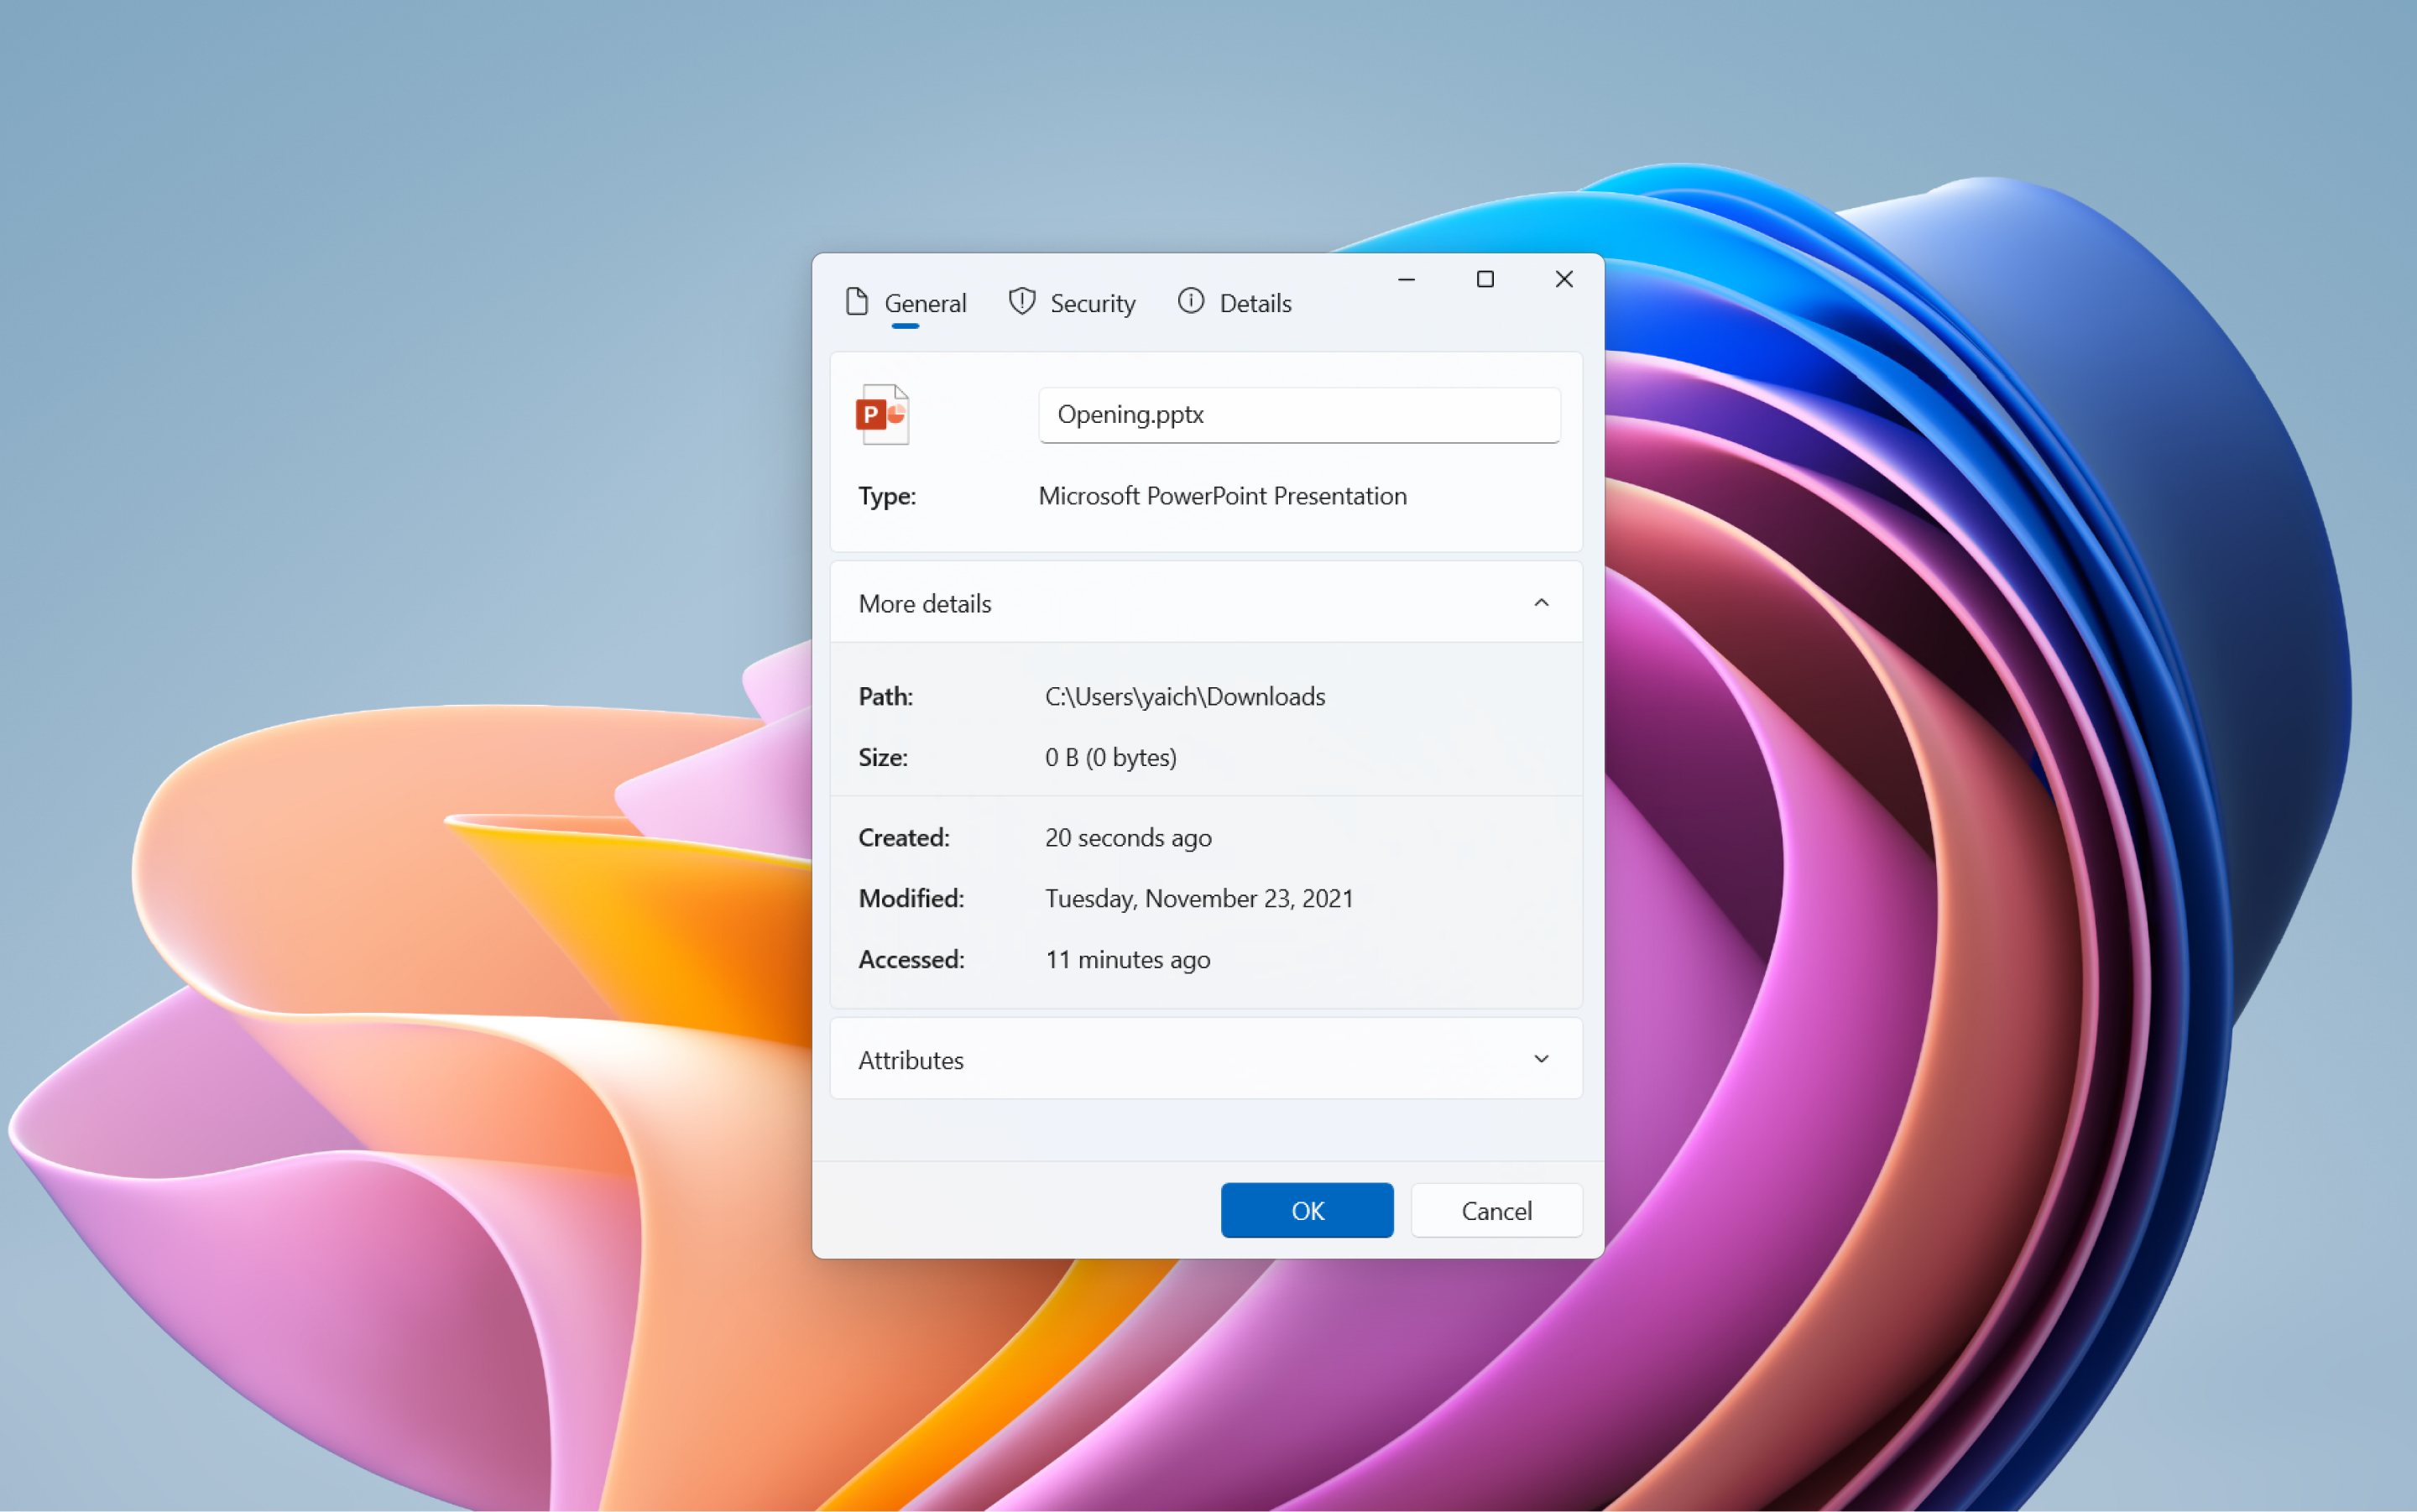 General Security Details
P
Opening.pptx
Type: Microsoft PowerPoint Presentation
More details
Path: C:\Users\yaich\Downloads
Size: 0 B (0 bytes)
Created: 20 seconds ago
Modified: Tuesday, November 23, 2021
Accessed: 11 minutes ago
Attributes
OK Cancel